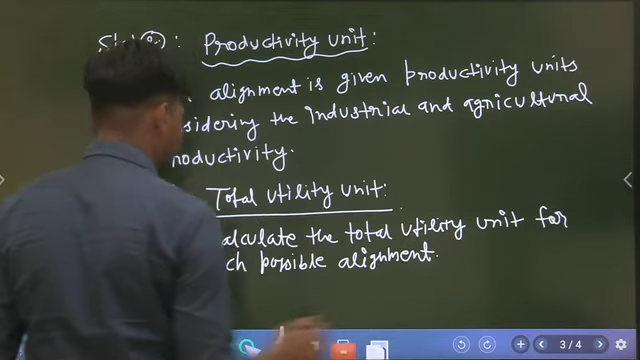 Productivity unit:
alignment is given productivity units
sidering the industrial and agricultural
roductivity.
Total utility unit:
alculate the total utility unit for
ch possible alignment.
3/4